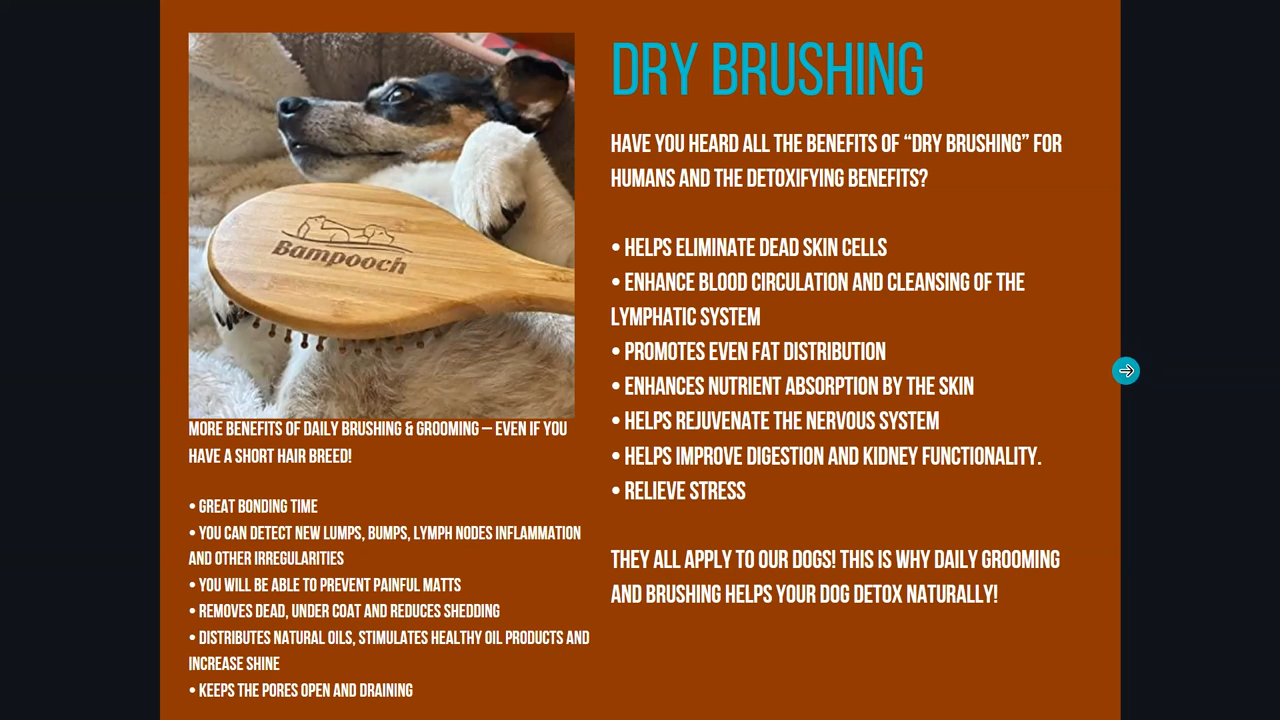 Bampooch
MORE BENEFITS OF DAILY BRUSHING & GROOMING – EVEN IF YOU
HAVE A SHORT HAIR BREED!
• GREAT BONDING TIME
• YOU CAN DETECT NEW LUMPS, BUMPS, LYMPH NODES INFLAMMATION
AND OTHER IRREGULARITIES
• YOU WILL BE ABLE TO PREVENT PAINFUL MATTS
• REMOVES DEAD, UNDER COAT AND REDUCES SHEDDING
• DISTRIBUTES NATURAL OILS, STIMULATES HEALTHY OIL PRODUCTS AND
INCREASE SHINE
• KEEPS THE PORES OPEN AND DRAINING
DRY BRUSHING
HAVE YOU HEARD ALL THE BENEFITS OF “DRY BRUSHING” FOR
HUMANS AND THE DETOXIFYING BENEFITS?
• HELPS ELIMINATE DEAD SKIN CELLS
• ENHANCE BLOOD CIRCULATION AND CLEANSING OF THE
LYMPHATIC SYSTEM
• PROMOTES EVEN FAT DISTRIBUTION
• ENHANCES NUTRIENT ABSORPTION BY THE SKIN
• HELPS REJUVENATE THE NERVOUS SYSTEM
• HELPS IMPROVE DIGESTION AND KIDNEY FUNCTIONALITY.
• RELIEVE STRESS
THEY ALL APPLY TO OUR DOGS! THIS IS WHY DAILY GROOMING
AND BRUSHING HELPS YOUR DOG DETOX NATURALLY!